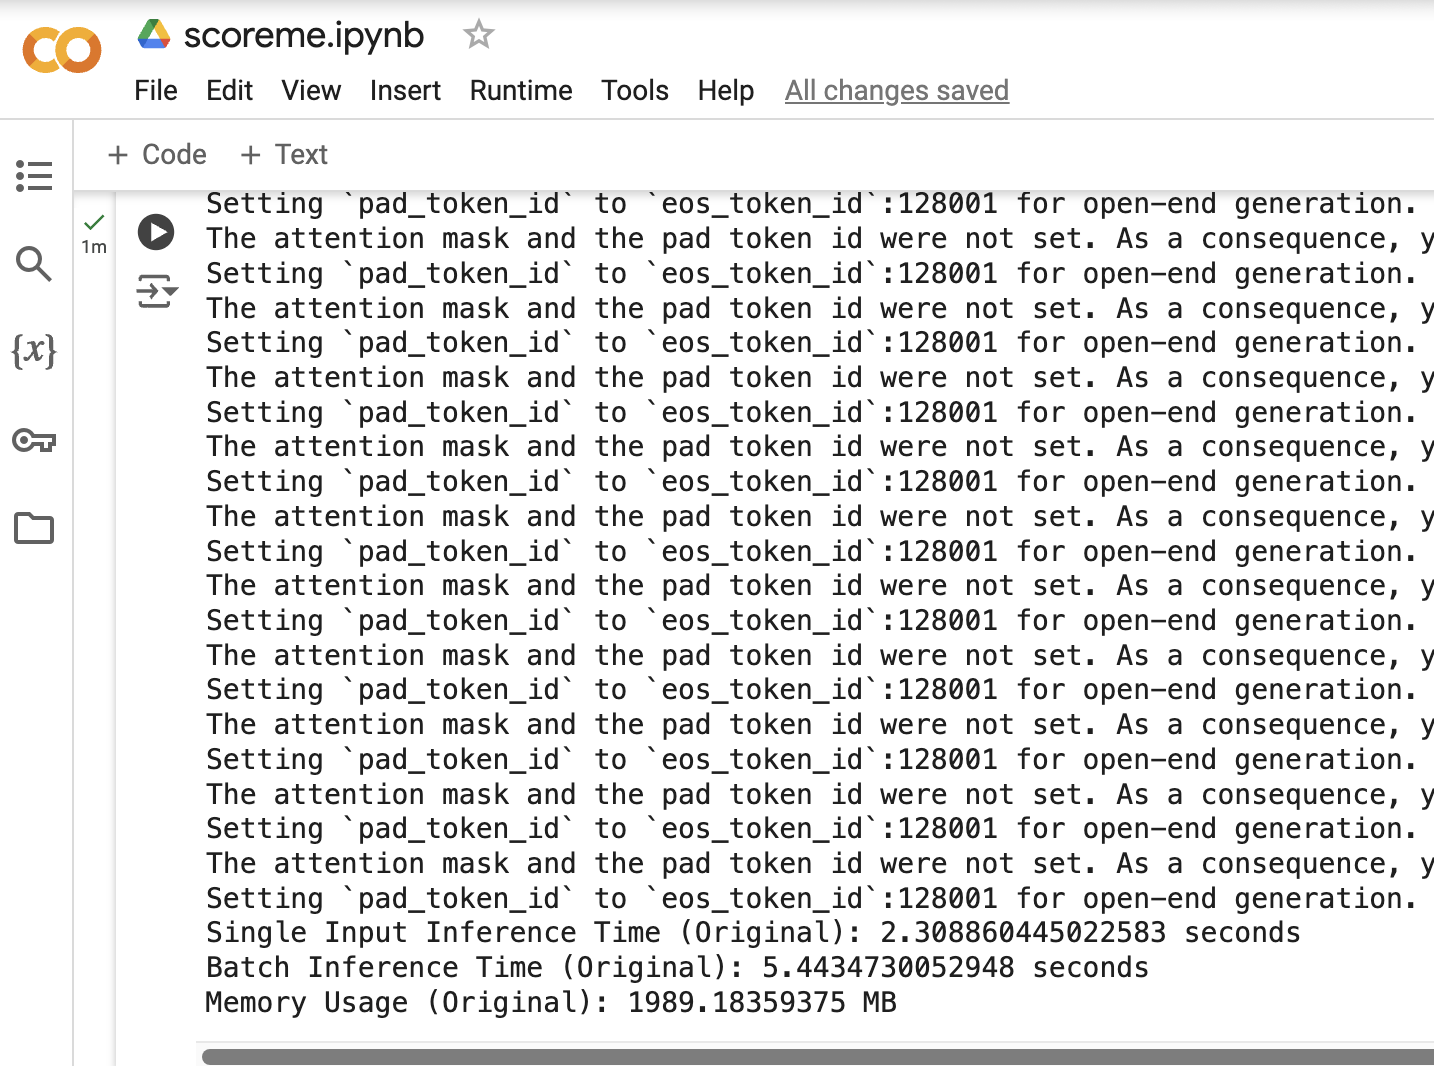 scoreme.ipynb
File Edit View Insert Runtime Tools Help All changes saved
+ Code + Text
1m
{x}
Setting `pad_token_id` to `eos_token_id`:128001 for open-end generation.
The attention mask and the pad token id were not set. As a consequence, y
Setting `pad_token_id` to `eos_token_id`:128001 for open-end generation.
The attention mask and the pad token id were not set. As a consequence, y
Setting `pad_token_id` to `eos_token_id`:128001 for open-end generation.
The attention mask and the pad token id were not set. As a consequence, y
Setting `pad_token_id` to `eos_token_id`:128001 for open-end generation.
The attention mask and the pad token id were not set. As a consequence, y
Setting `pad_token_id` to `eos_token_id`:128001 for open-end generation.
The attention mask and the pad token id were not set. As a consequence, y
Setting `pad_token_id` to `eos_token_id`:128001 for open-end generation.
The attention mask and the pad token id were not set. As a consequence, y
Setting `pad_token_id` to `eos_token_id`:128001 for open-end generation.
The attention mask and the pad token id were not set. As a consequence, y
Setting `pad_token_id` to `eos_token_id`:128001 for open-end generation.
The attention mask and the pad token id were not set. As a consequence, y
Setting `pad_token_id` to `eos_token_id`:128001 for open-end generation.
The attention mask and the pad token id were not set. As a consequence, y
Setting `pad_token_id` to `eos_token_id`:128001 for open-end generation.
The attention mask and the pad token id were not set. As a consequence, y
Setting `pad_token_id` to `eos_token_id`:128001 for open-end generation.
Single Input Inference Time (Original): 2.308860445022583 seconds
Batch Inference Time (Original): 5.4434730052948 seconds
Memory Usage (Original): 1989.18359375 MB